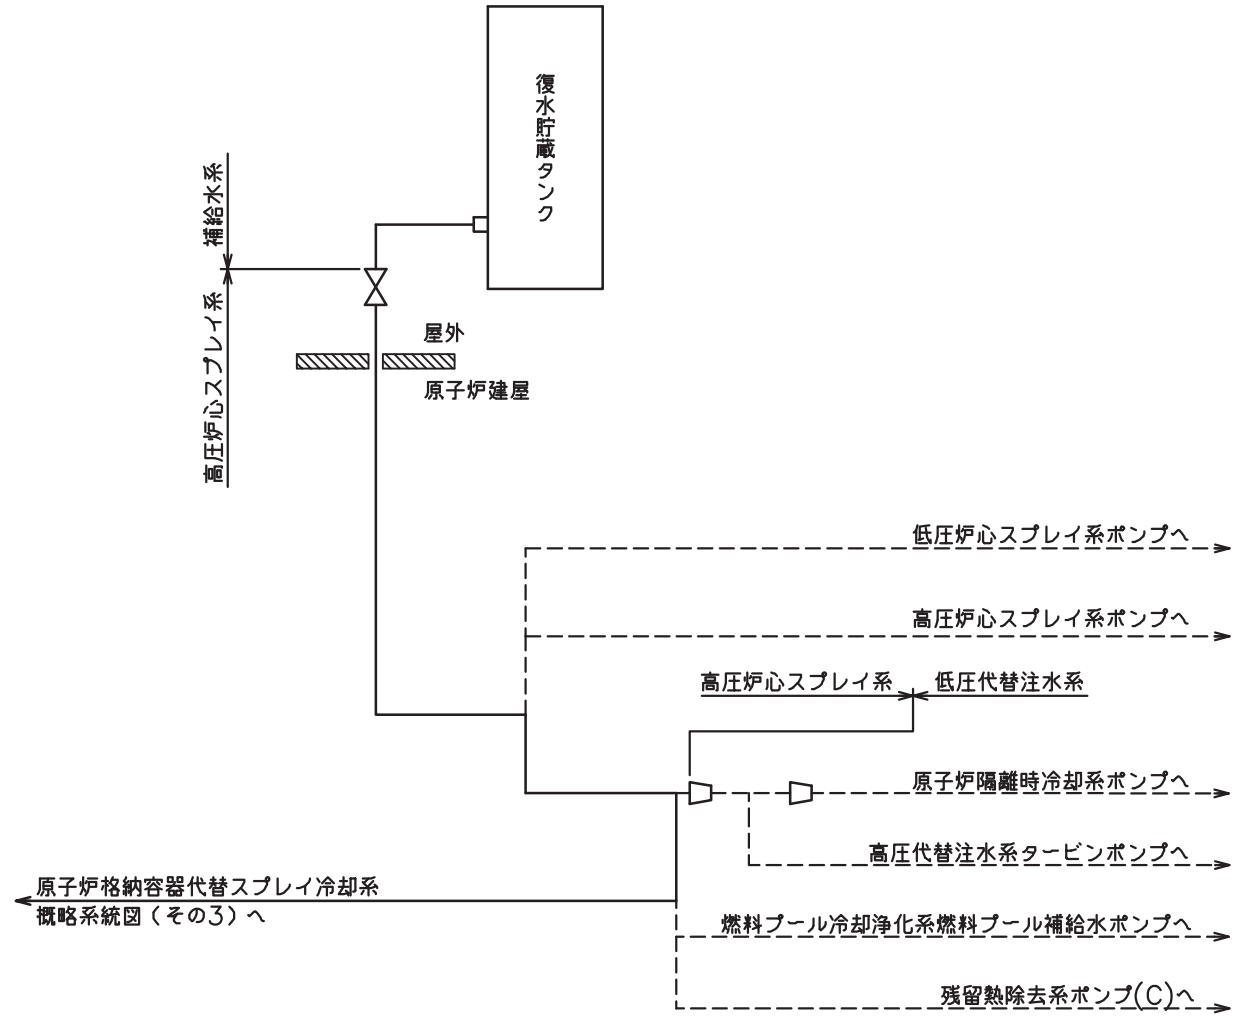 復水貯蔵タンク
補給水系
高圧炉心スプレイ系
屋外
原子炉建屋
低圧炉心スプレイ系ポンプへ
高圧炉心スプレイ系ポンプへ
高圧炉心スプレイ系
低圧代替注水系
原子炉隔離時冷却系ポンプへ
高圧代替注水系タービンポンプへ
原子炉格納容器代替スプレイ冷却系
概略系統図（その3）へ
燃料プール冷却浄化系燃料プール補給水ポンプへ
残留熱除去系ポンプ(C)へ